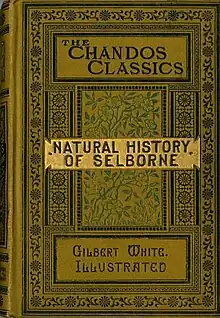 THE
CHANDOS
CLASSICS
NATURAL HISTORY
OF SELBORNE
GILBERT WHITE.
ILLUSTRATED